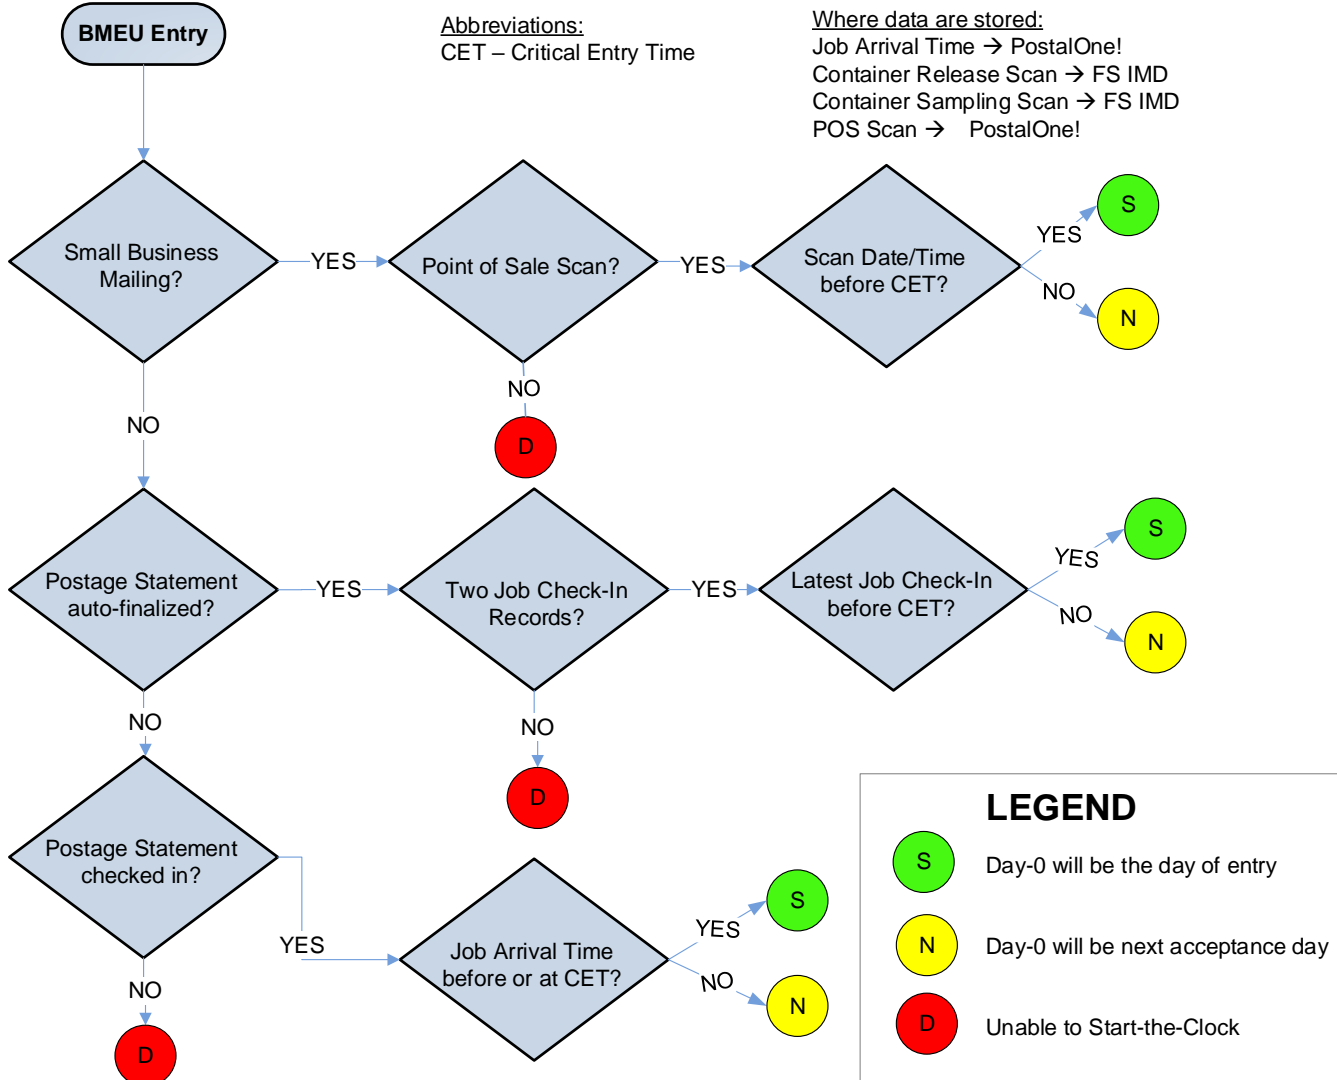 BMEU Entry
Abbreviations:
CET – Critical Entry Time
Where data are stored:
Job Arrival Time → PostalOne!
Container Release Scan → FS IMD
Container Sampling Scan → FS IMD
POS Scan → PostalOne!
Small Business
Mailing?
YES
Point of Sale Scan?
YES
Scan Date/Time
before CET?
YES
S
NO
N
NO
D
NO
Postage Statement
auto-finalized?
YES
Two Job Check-In
Records?
YES
Latest Job Check-In
before CET?
YES
S
NO
N
NO
D
NO
Postage Statement
checked in?
YES
Job Arrival Time
before or at CET?
YES
S
NO
N
NO
D
LEGEND
S
Day-0 will be the day of entry
N
Day-0 will be next acceptance day
D
Unable to Start-the-Clock